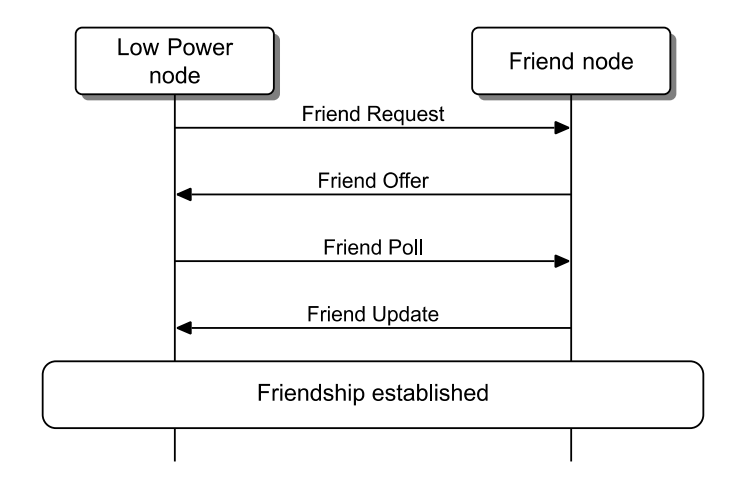 Low Power
node
Friend node
Friend Request
Friend Offer
Friend Poll
Friend Update
Friendship established